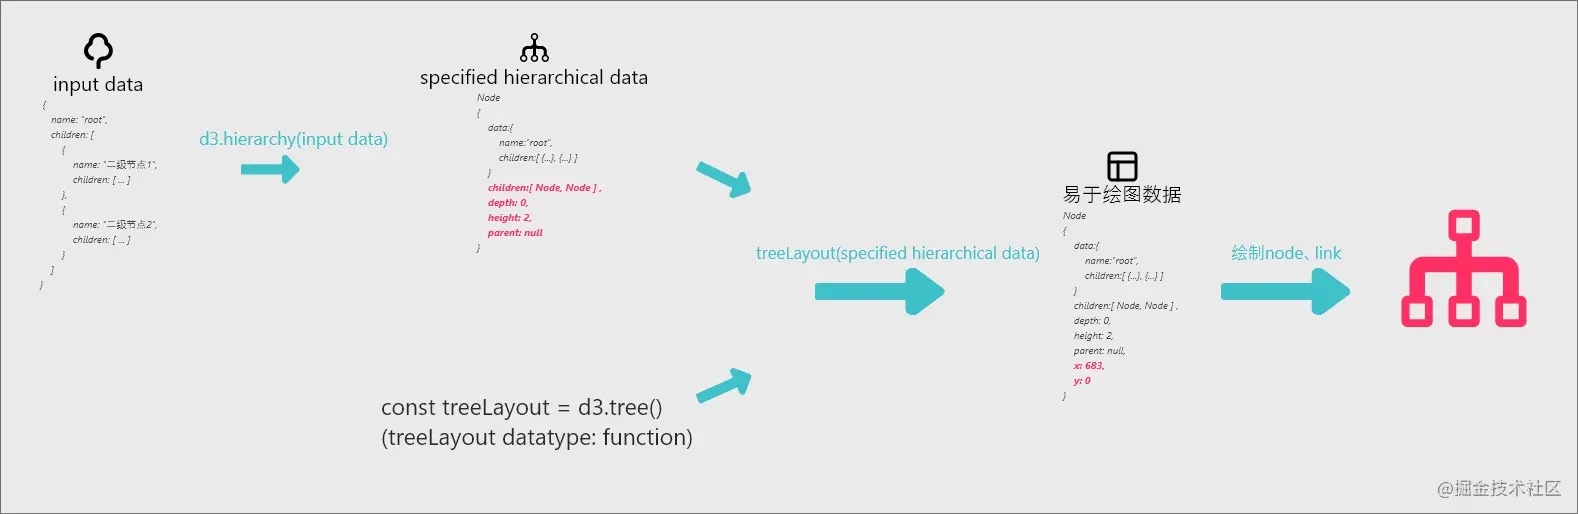 input data
{
name: "root",
children: [
{
name: "二级节点1",
children: [ ... ]
},
{
name: "二级节点2",
children: [ ... ]
}
]
}
d3.hierarchy(input data)
specified hierarchical data
Node
{
data:{
name:"root",
children:[ {...}, {...} ]
}
children:[ Node, Node ] ,
depth: 0,
height: 2,
parent: null
}
const treeLayout = d3.tree()
(treeLayout datatype: function)
treeLayout(specified hierarchical data)
易于绘图数据
Node
{
data:{
name:"root",
children:[ {...}, {...} ]
}
children:[ Node, Node ] ,
depth: 0,
height: 2,
parent: null,
x: 683,
y: 0
}
绘制node、link
@掘金技术社区